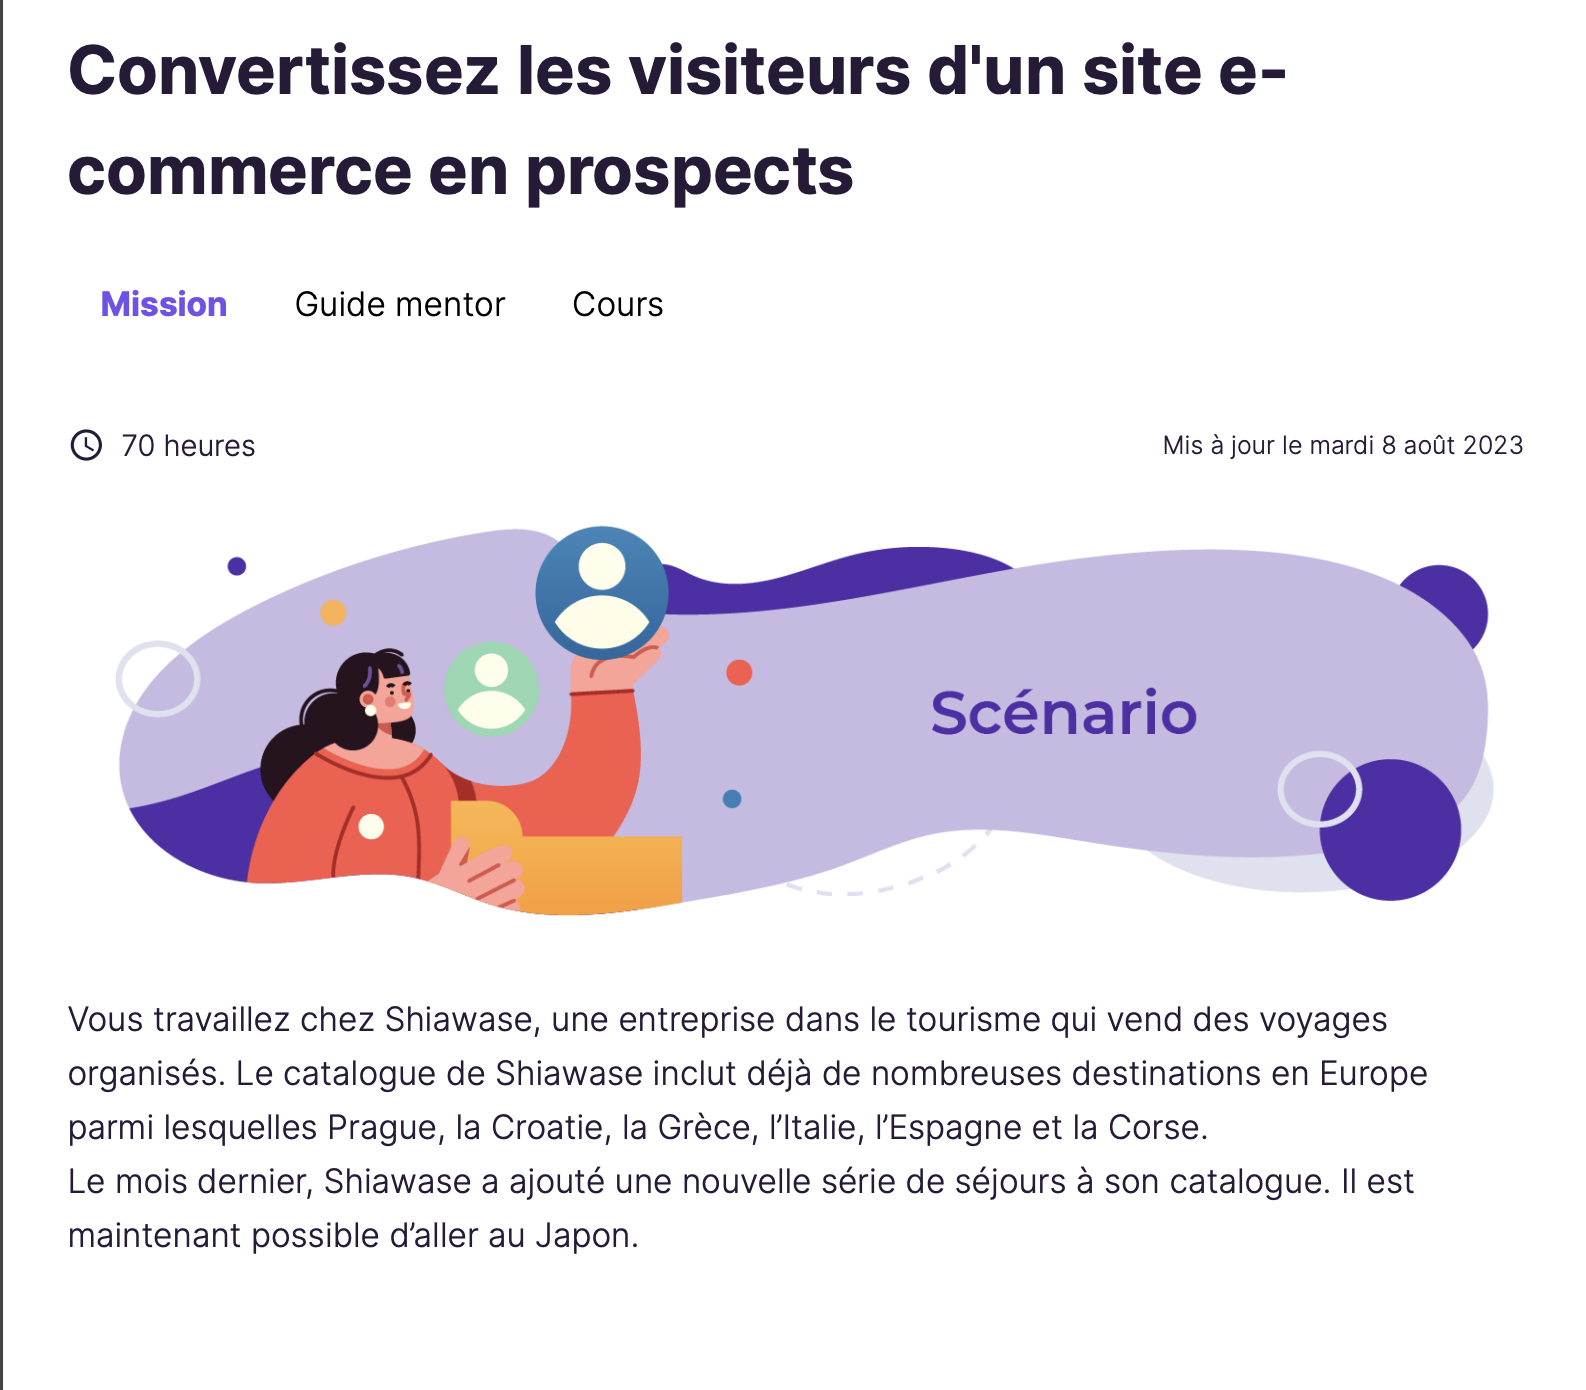 Convertissez les visiteurs d'un site e-
commerce en prospects
Mission Guide mentor Cours
70 heures Mis à jour le mardi 8 août 2023
Scénario
Vous travaillez chez Shiawase, une entreprise dans le tourisme qui vend des voyages
organisés. Le catalogue de Shiawase inclut déjà de nombreuses destinations en Europe
parmi lesquelles Prague, la Croatie, la Grèce, l’Italie, l’Espagne et la Corse.
Le mois dernier, Shiawase a ajouté une nouvelle série de séjours à son catalogue. Il est
maintenant possible d’aller au Japon.